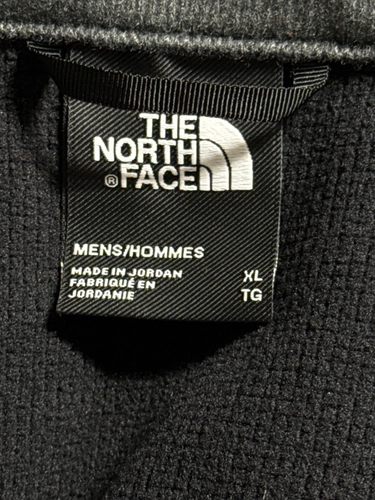 THE
NORTH
® FACE
MENS/HOMMES
MADE IN JORDAN XL
FABRIQUÉ EN
JORDANIE TG